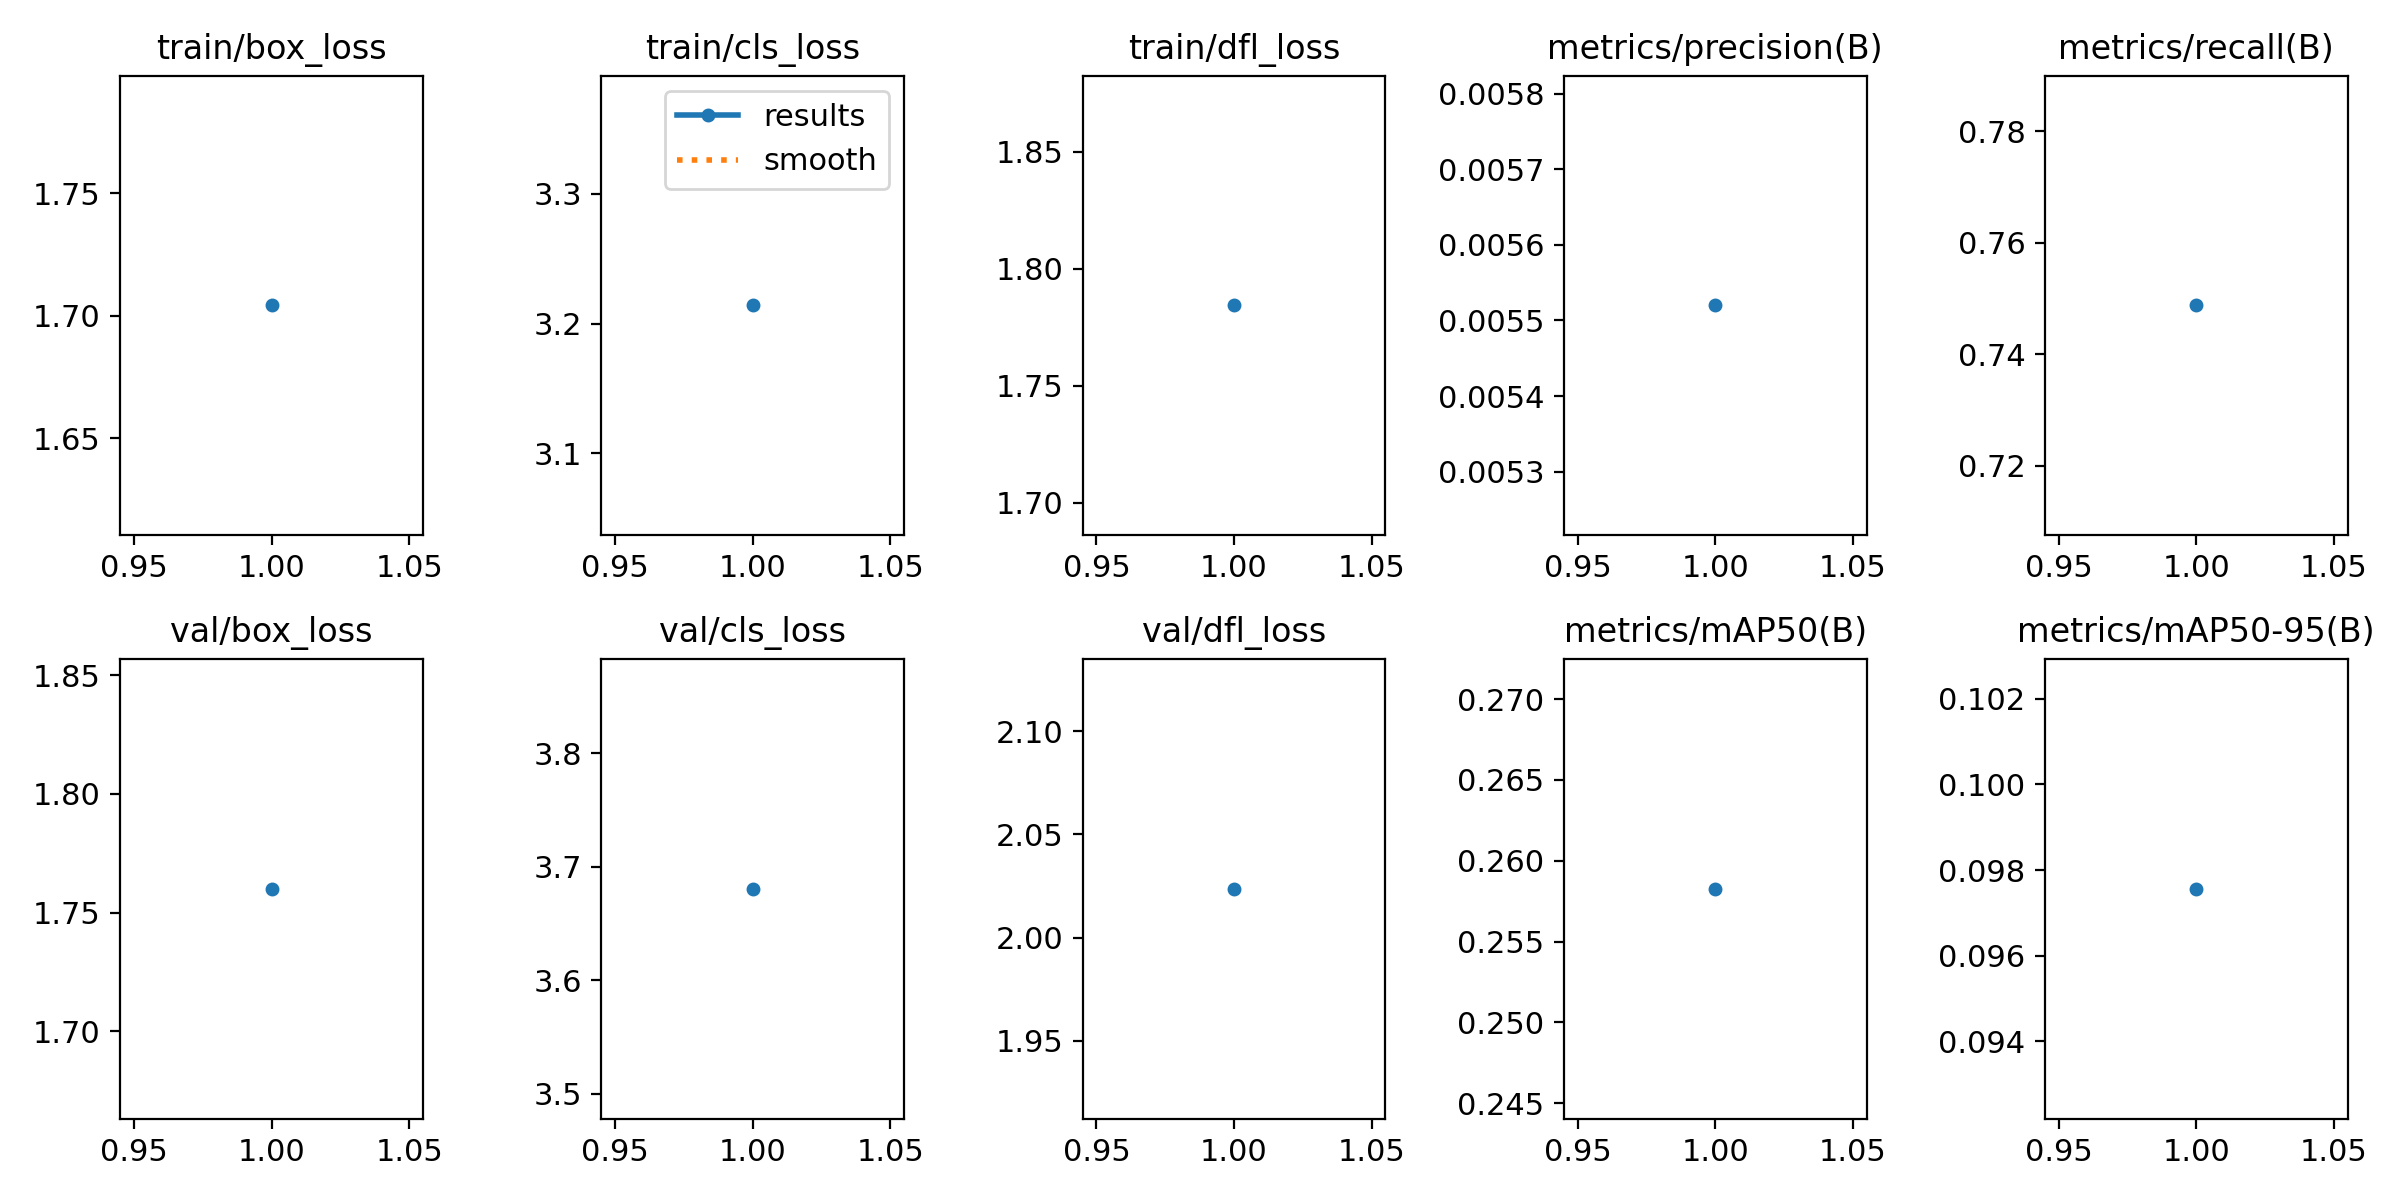 train/box_loss
1.75
1.70
1.65
0.95 1.00 1.05
train/cls_loss
results
smooth
3.3
3.2
3.1
0.95 1.00 1.05
train/dfl_loss
1.85
1.80
1.75
1.70
0.95 1.00 1.05
metrics/precision(B)
0.0058
0.0057
0.0056
0.0055
0.0054
0.0053
0.95 1.00 1.05
metrics/recall(B)
0.78
0.76
0.74
0.72
0.95 1.00 1.05
val/box_loss
1.85
1.80
1.75
1.70
0.95 1.00 1.05
val/cls_loss
3.8
3.7
3.6
3.5
0.95 1.00 1.05
val/dfl_loss
2.10
2.05
2.00
1.95
0.95 1.00 1.05
metrics/mAP50(B)
0.270
0.265
0.260
0.255
0.250
0.245
0.95 1.00 1.05
metrics/mAP50-95(B)
0.102
0.100
0.098
0.096
0.094
0.95 1.00 1.05